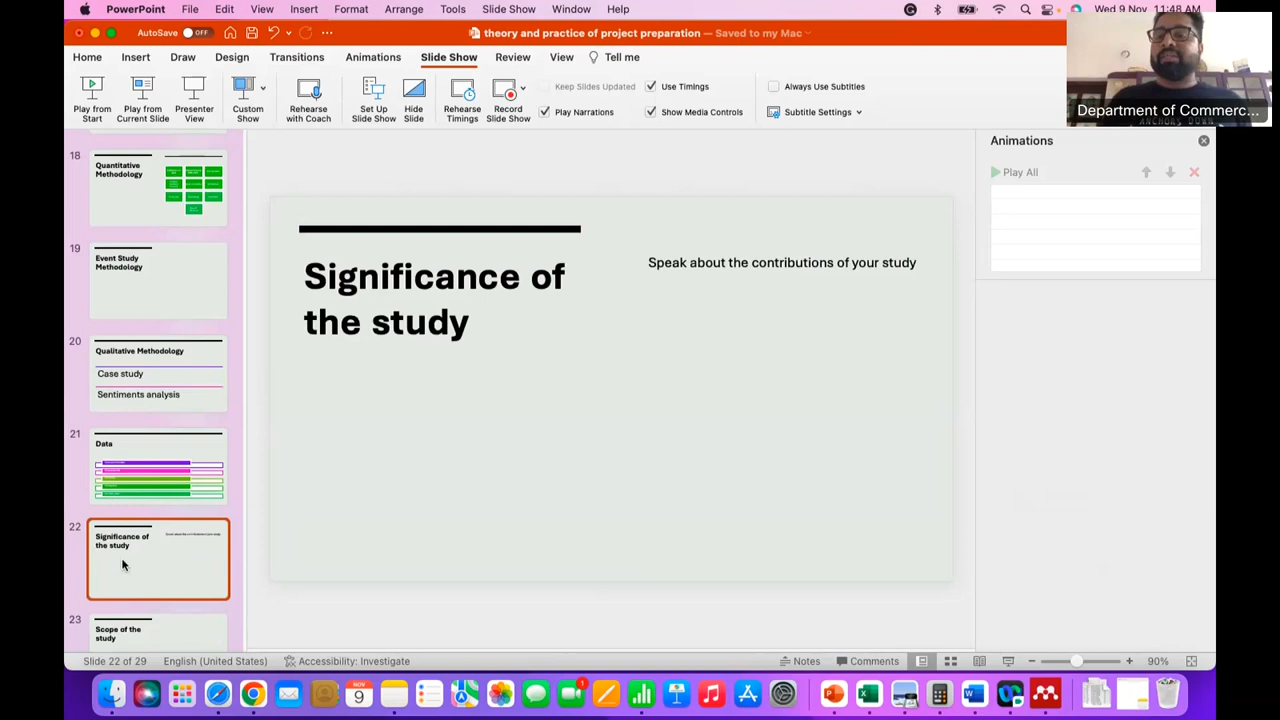 PowerPoint File Edit View Insert Format Arrange Tools Slide Show Window Help
Wed 9 Nov 11:48 AM
AutoSave OFF
theory and practice of project preparation — Saved to my Mac
Home Insert Draw Design Transitions Animations Slide Show Review View Tell me
Play from Start
Play from Current Slide
Presenter View
Custom Show
Rehearse with Coach
Set Up Slide Show
Hide Slide
Rehearse Timings
Record Slide Show
Keep Slides Updated
Use Timings
Play Narrations
Show Media Controls
Always Use Subtitles
Subtitle Settings
Department of Commerc...
Animations
Play All
18
Quantitative
Methodology
19
Event Study
Methodology
20
Qualitative Methodology
Case study
Sentiments analysis
21
Data
22
Significance of
the study
23
Scope of the
study
Significance of
the study
Speak about the contributions of your study
Slide 22 of 29 English (United States) Accessibility: Investigate
Notes Comments 90%
NOV
9
1